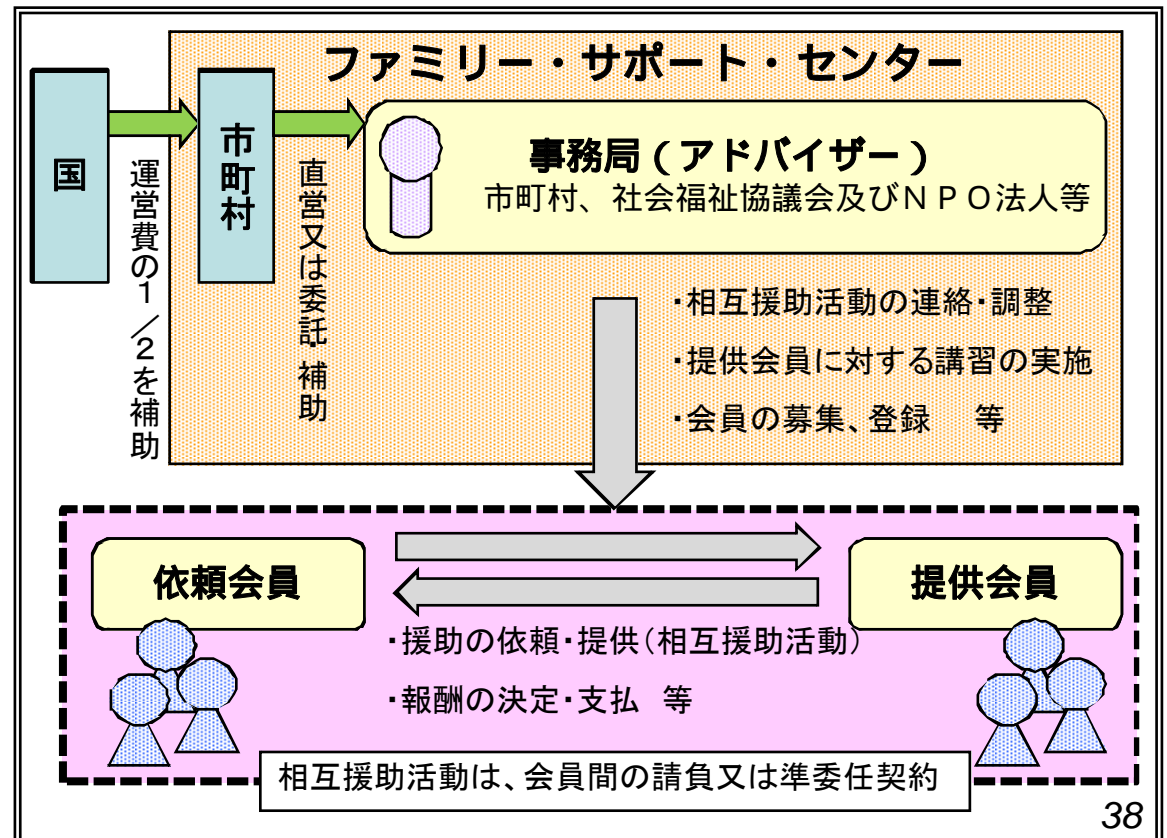 ファミリー・サポート・センター
国
運営費の1／2を補助
市町村
直営又は委託・補助
事務局（アドバイザー）
市町村、社会福祉協議会及びＮＰＯ法人等
・相互援助活動の連絡・調整
・提供会員に対する講習の実施
・会員の募集、登録　等
依頼会員
提供会員
・援助の依頼・提供（相互援助活動）
・報酬の決定・支払　等
相互援助活動は、会員間の請負又は準委任契約
38